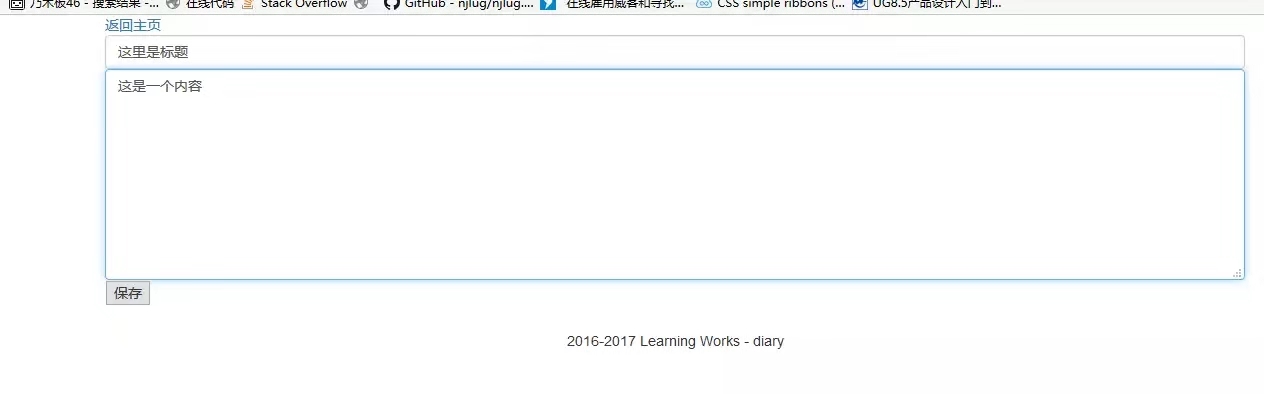 乃木坂46 - 搜索结果 -... 在线代码 Stack Overflow GitHub - njlug/njlug.... 在线雇用威客和寻找... CSS simple ribbons (... UG8.5产品设计入门到...
返回主页
这里是标题
这是一个内容
保存
2016-2017 Learning Works - diary